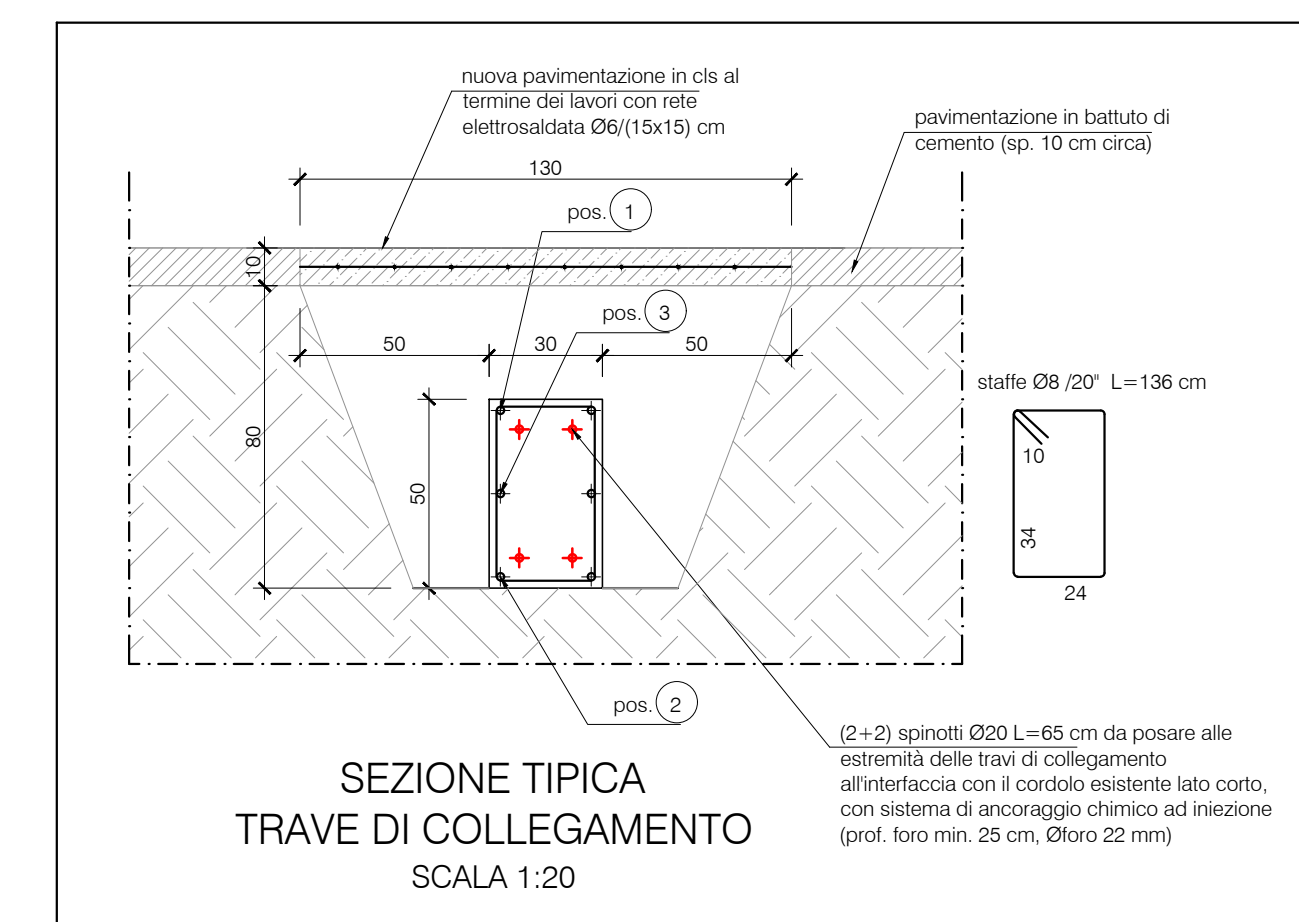 nuova pavimentazione in cls al
termine dei lavori con rete
elettrosaldata Ø6/(15x15) cm
pavimentazione in battuto di
cemento (sp. 10 cm circa)
130
pos. 1
10
pos. 3
50
30
50
80
50
staffe Ø8 /20" L=136 cm
10
34
24
pos. 2
(2+2) spinotti Ø20 L=65 cm da posare alle
estremità delle travi di collegamento
all'interfaccia con il cordolo esistente lato corto,
con sistema di ancoraggio chimico ad iniezione
(prof. foro min. 25 cm, Øforo 22 mm)
SEZIONE TIPICA
TRAVE DI COLLEGAMENTO
SCALA 1:20